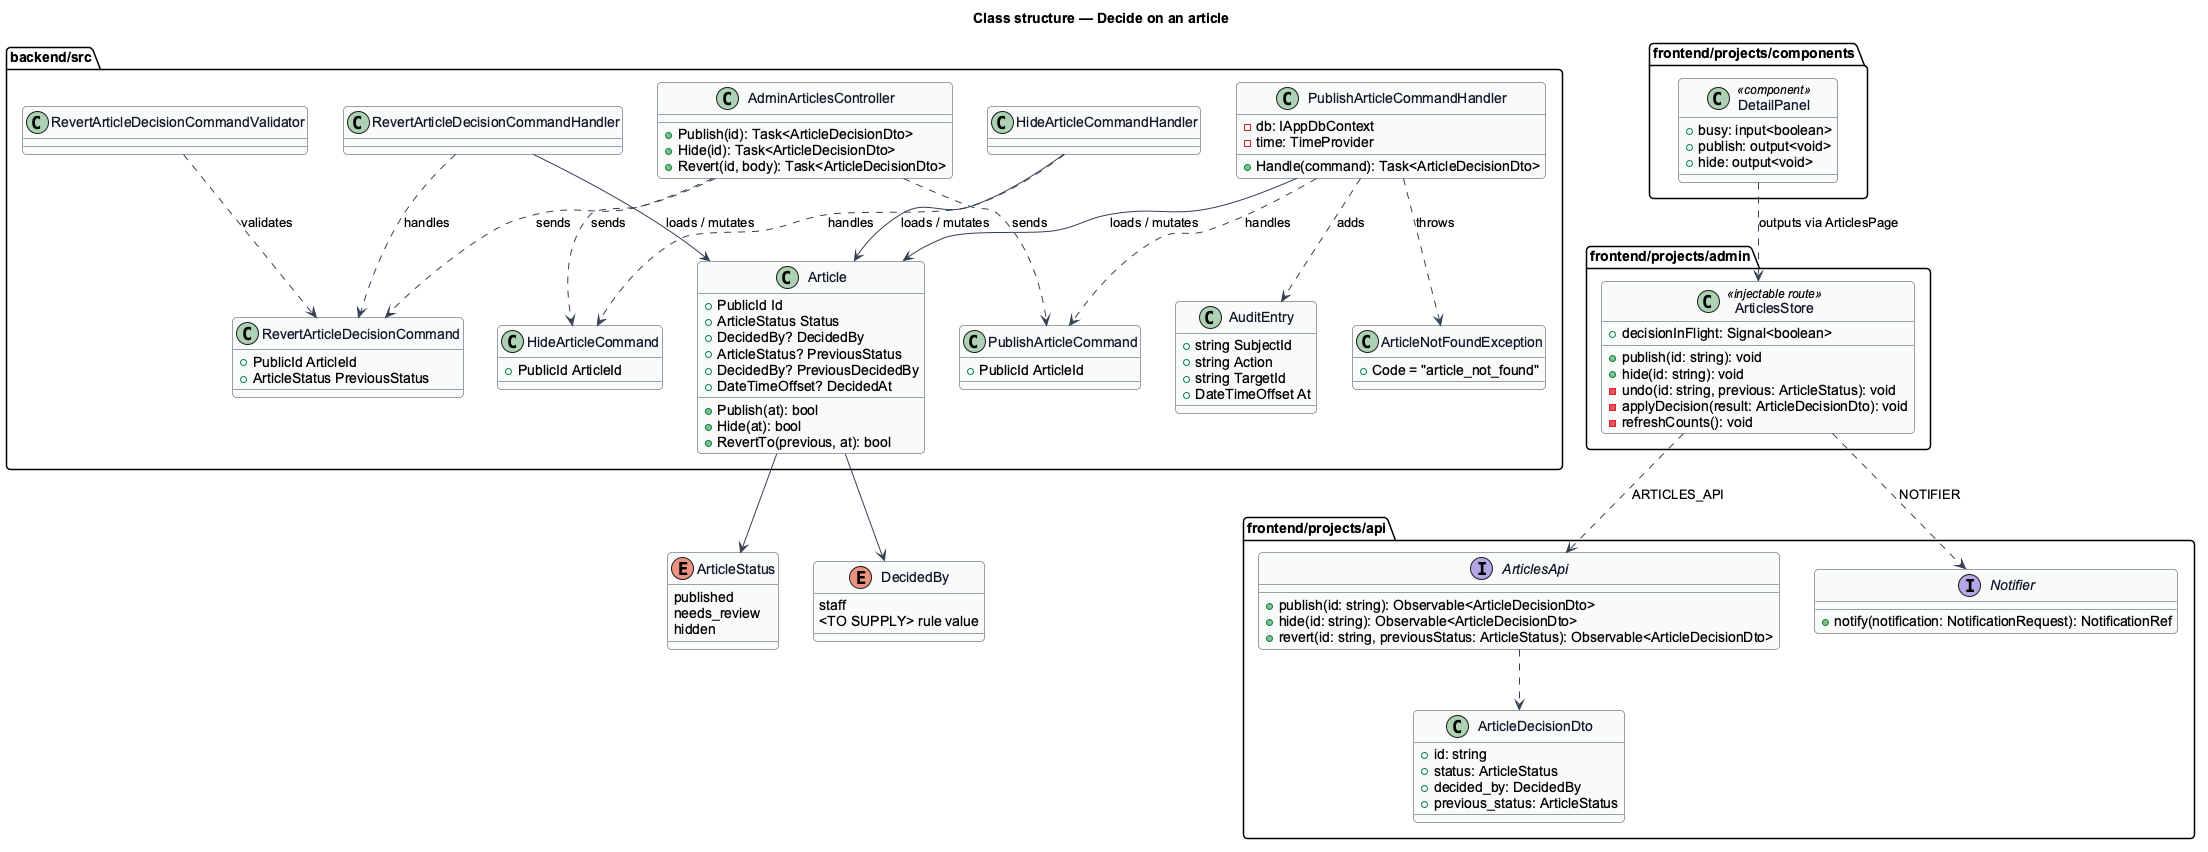 Class structure — Decide on an article
backend/src
C RevertArticleDecisionCommandValidator
C RevertArticleDecisionCommandHandler
C AdminArticlesController
Publish(id): Task<ArticleDecisionDto>
Hide(id): Task<ArticleDecisionDto>
Revert(id, body): Task<ArticleDecisionDto>
C HideArticleCommandHandler
C PublishArticleCommandHandler
db: IAppDbContext
time: TimeProvider
Handle(command): Task<ArticleDecisionDto>
validates
handles
sends
sends
loads / mutates
handles
loads / mutates
sends
loads / mutates
handles
adds
throws
C RevertArticleDecisionCommand
PublicId ArticleId
ArticleStatus PreviousStatus
C HideArticleCommand
PublicId ArticleId
C Article
PublicId Id
ArticleStatus Status
DecidedBy? DecidedBy
ArticleStatus? PreviousStatus
DecidedBy? PreviousDecidedBy
DateTimeOffset? DecidedAt
Publish(at): bool
Hide(at): bool
RevertTo(previous, at): bool
C PublishArticleCommand
PublicId ArticleId
C AuditEntry
string SubjectId
string Action
string TargetId
DateTimeOffset At
C ArticleNotFoundException
Code = "article_not_found"
E ArticleStatus
published
needs_review
hidden
E DecidedBy
staff
<TO SUPPLY> rule value
frontend/projects/components
«component»
C DetailPanel
busy: input<boolean>
publish: output<void>
hide: output<void>
outputs via ArticlesPage
frontend/projects/admin
«injectable route»
C ArticlesStore
decisionInFlight: Signal<boolean>
publish(id: string): void
hide(id: string): void
undo(id: string, previous: ArticleStatus): void
applyDecision(result: ArticleDecisionDto): void
refreshCounts(): void
ARTICLES_API
NOTIFIER
frontend/projects/api
I ArticlesApi
publish(id: string): Observable<ArticleDecisionDto>
hide(id: string): Observable<ArticleDecisionDto>
revert(id: string, previousStatus: ArticleStatus): Observable<ArticleDecisionDto>
I Notifier
notify(notification: NotificationRequest): NotificationRef
C ArticleDecisionDto
id: string
status: ArticleStatus
decided_by: DecidedBy
previous_status: ArticleStatus